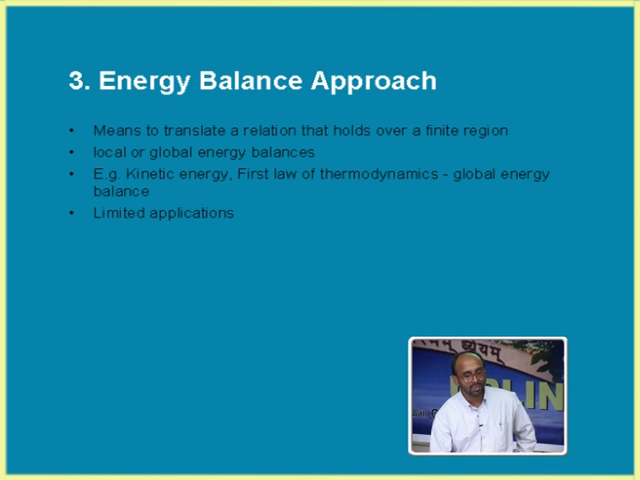 3. Energy Balance Approach
• Means to translate a relation that holds over a finite region
• local or global energy balances
• E.g. Kinetic energy, First law of thermodynamics - global energy
balance
• Limited applications